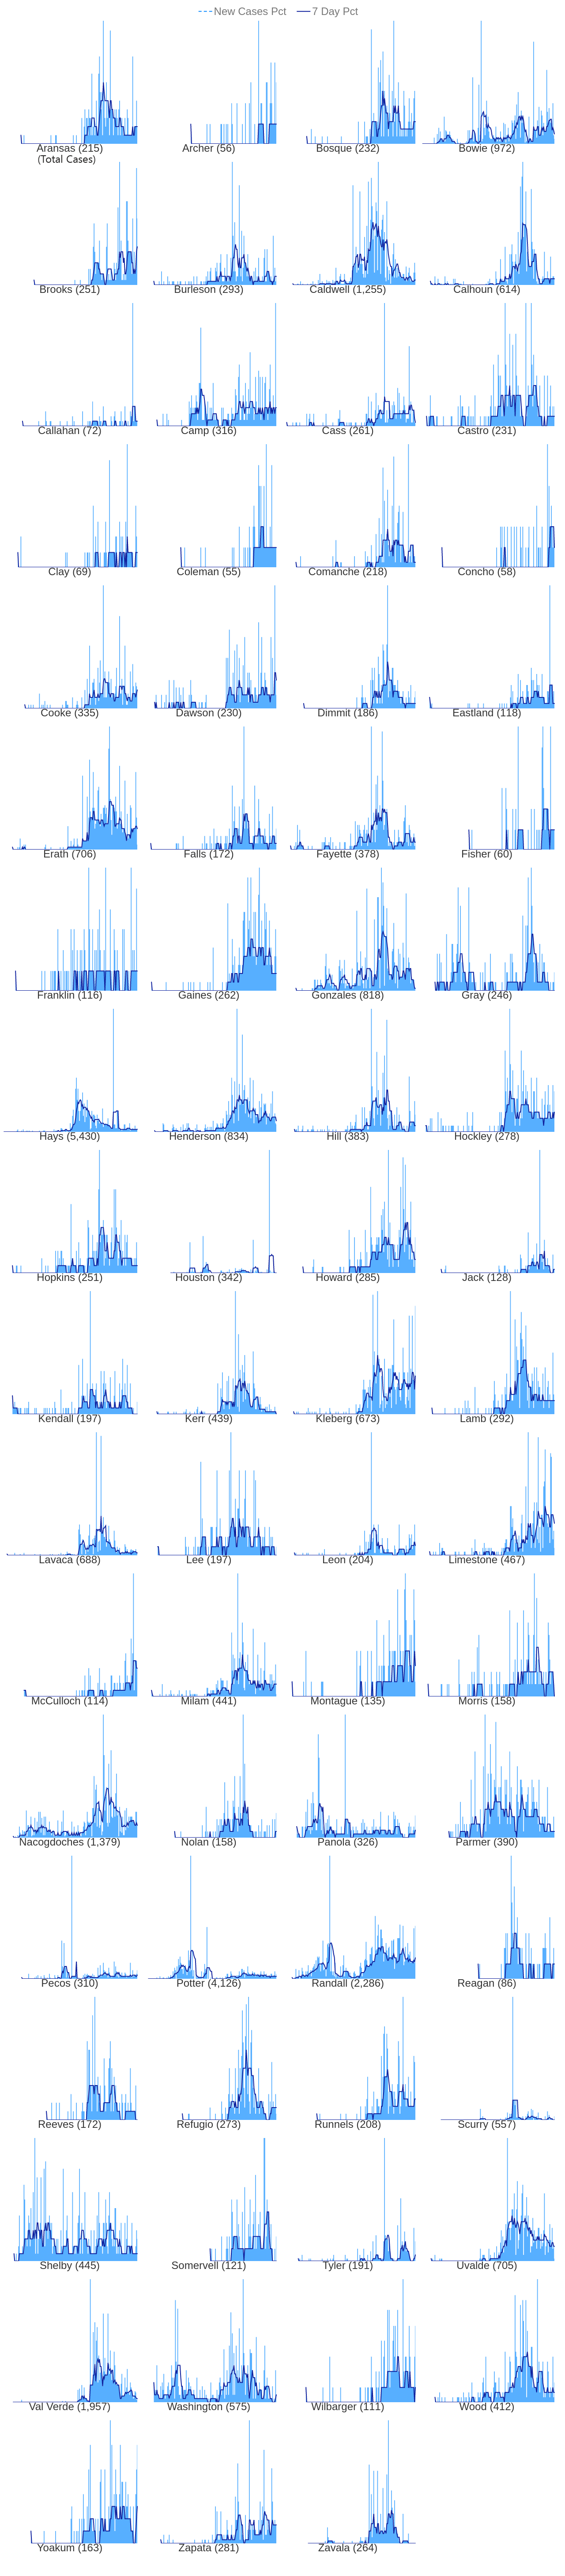 New Cases Pct 7 Day Pct
Aransas (215) Archer (56) Bosque (232) Bowie (972)
(Total Cases)
Brooks (251) Burleson (293) Caldwell (1,255) Calhoun (614)
Callahan (72) Camp (316) Cass (261) Castro (231)
Clay (69) Coleman (55) Comanche (218) Concho (58)
Cooke (335) Dawson (230) Dimmit (186) Eastland (118)
Erath (706) Falls (172) Fayette (378) Fisher (60)
Franklin (116) Gaines (262) Gonzales (818) Gray (246)
Hays (5,430) Henderson (834) Hill (383) Hockley (278)
Hopkins (251) Houston (342) Howard (285) Jack (128)
Kendall (197) Kerr (439) Kleberg (673) Lamb (292)
Lavaca (688) Lee (197) Leon (204) Limestone (467)
McCulloch (114) Milam (441) Montague (135) Morris (158)
Nacogdoches (1,379) Nolan (158) Panola (326) Parmer (390)
Pecos (310) Potter (4,126) Randall (2,286) Reagan (86)
Reeves (172) Refugio (273) Runnels (208) Scurry (557)
Shelby (445) Somervell (121) Tyler (191) Uvalde (705)
Val Verde (1,957) Washington (575) Wilbarger (111) Wood (412)
Yoakum (163) Zapata (281) Zavala (264)